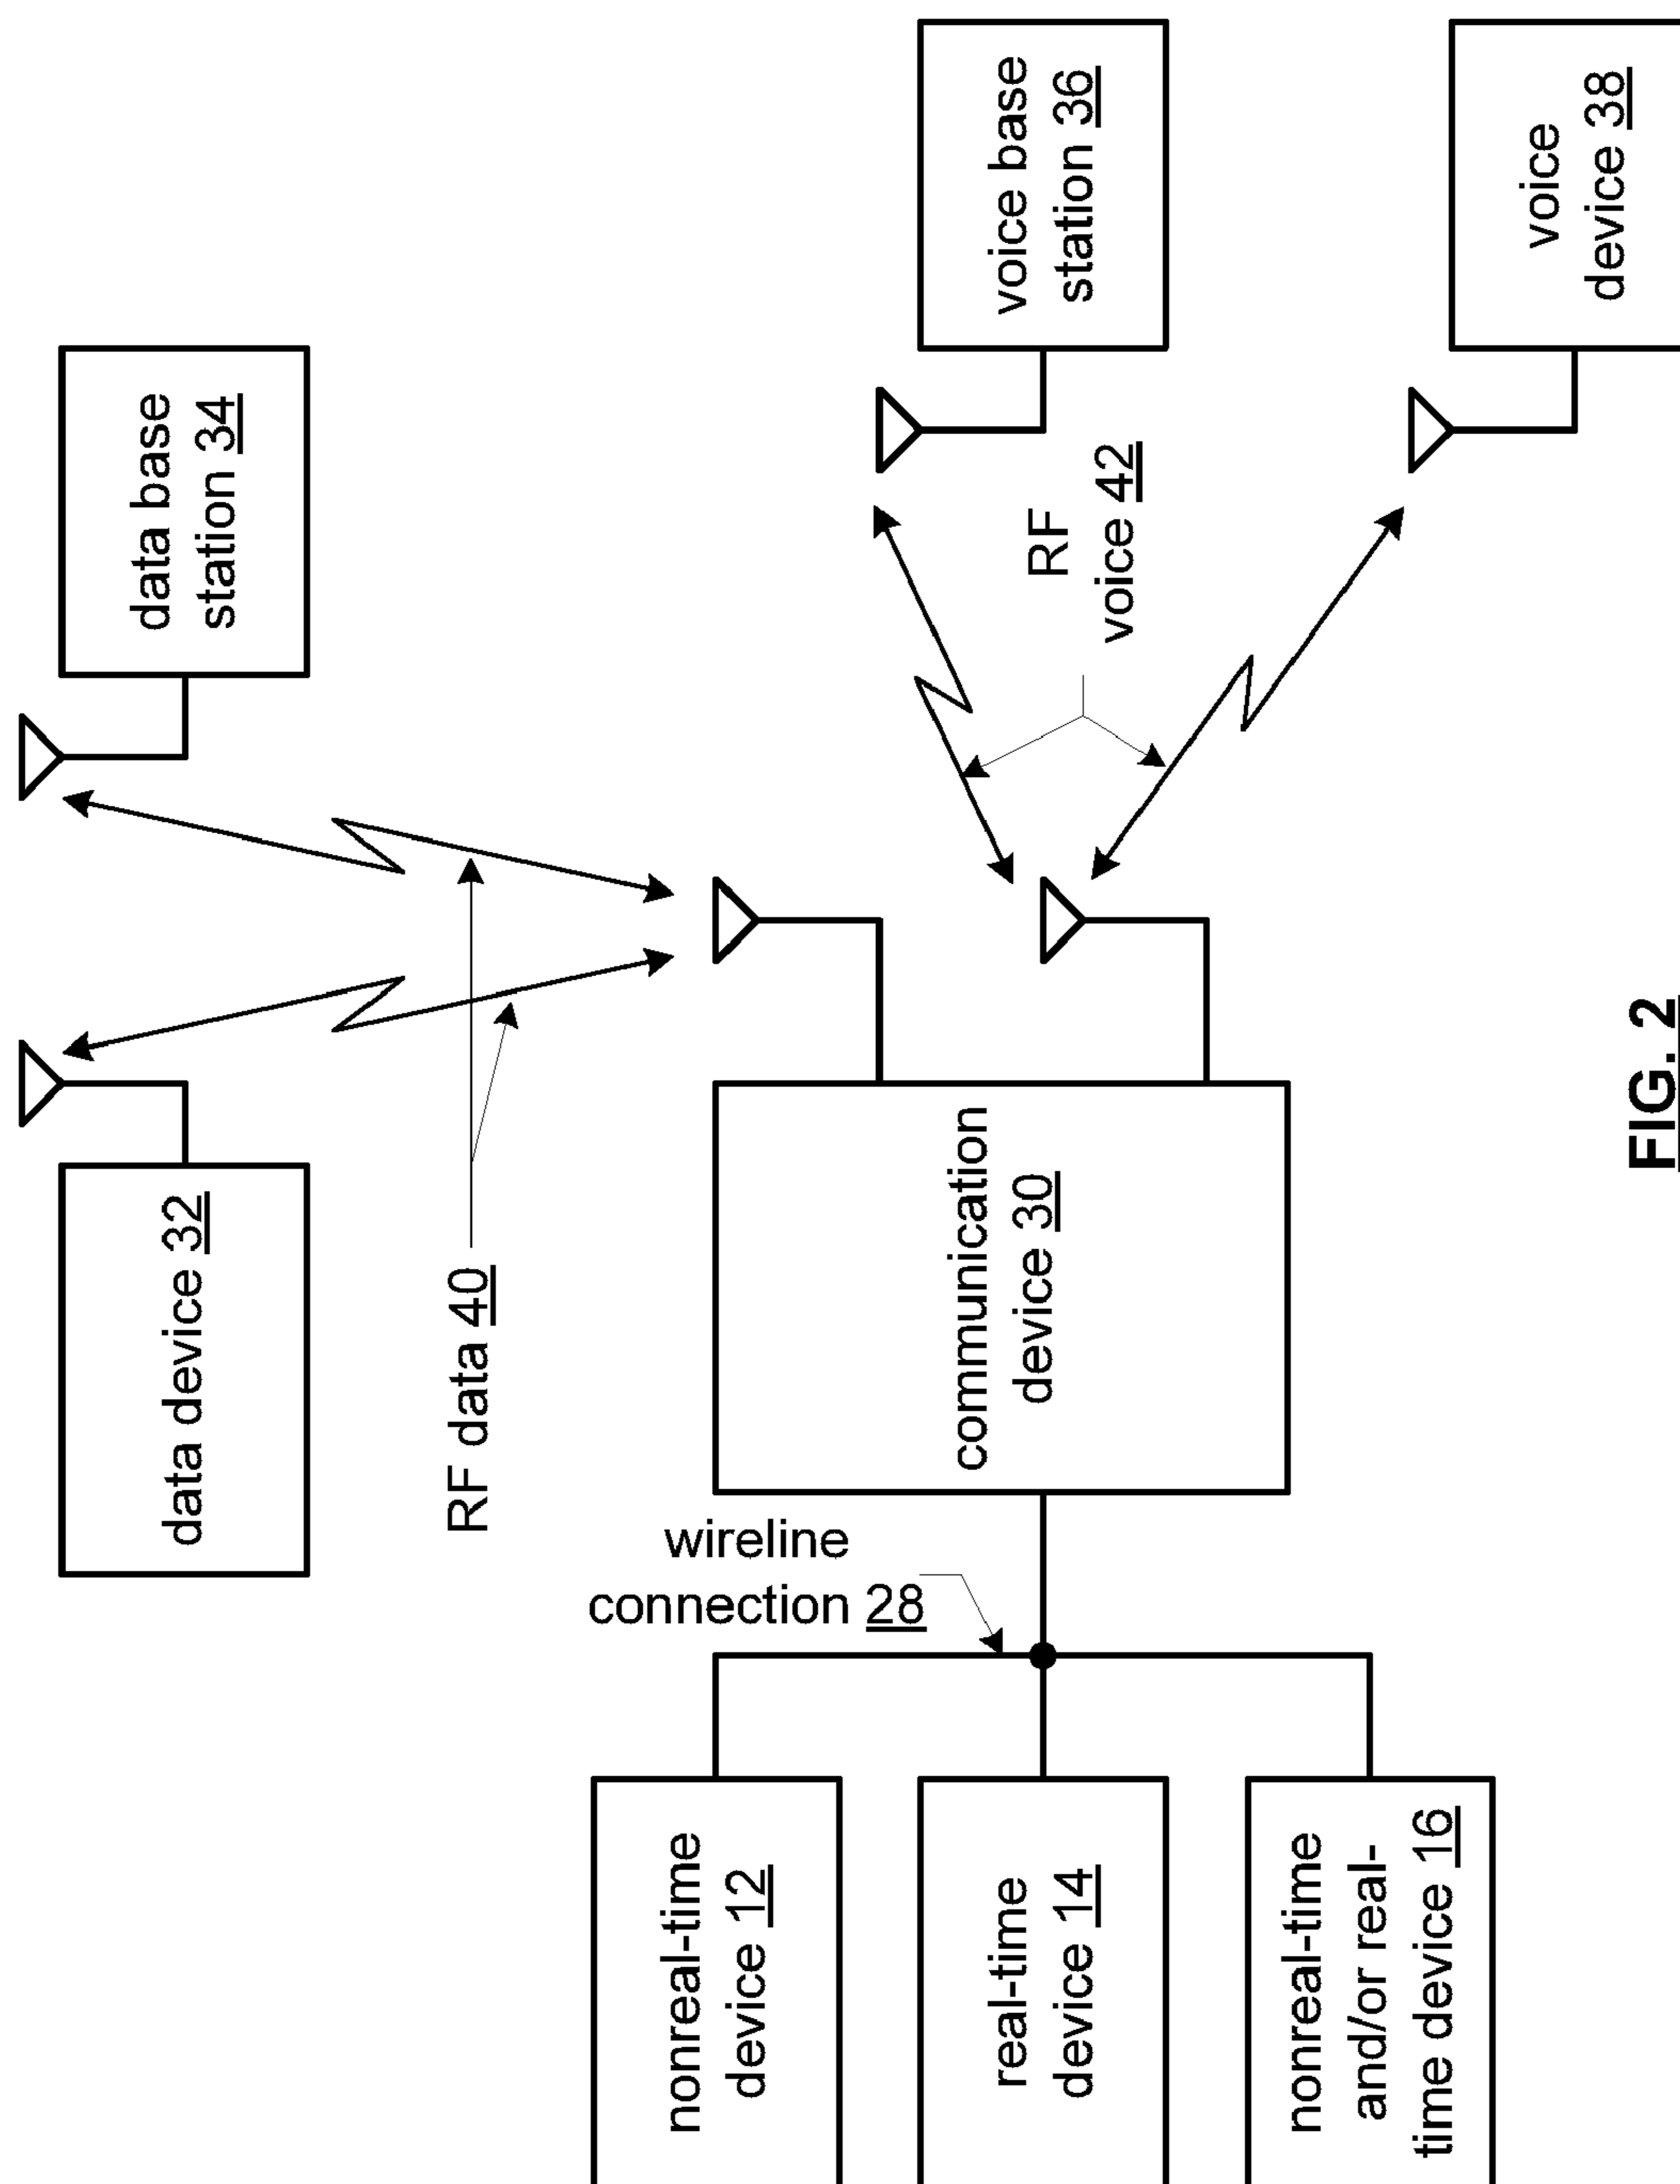 data device 32
data base
station 34
RF data 40
wireline
connection 28
nonreal-time
device 12
real-time
device 14
nonreal-time
and/or real-
time device 16
communication
device 30
RF
voice 42
voice base
station 36
voice
device 38
FIG. 2